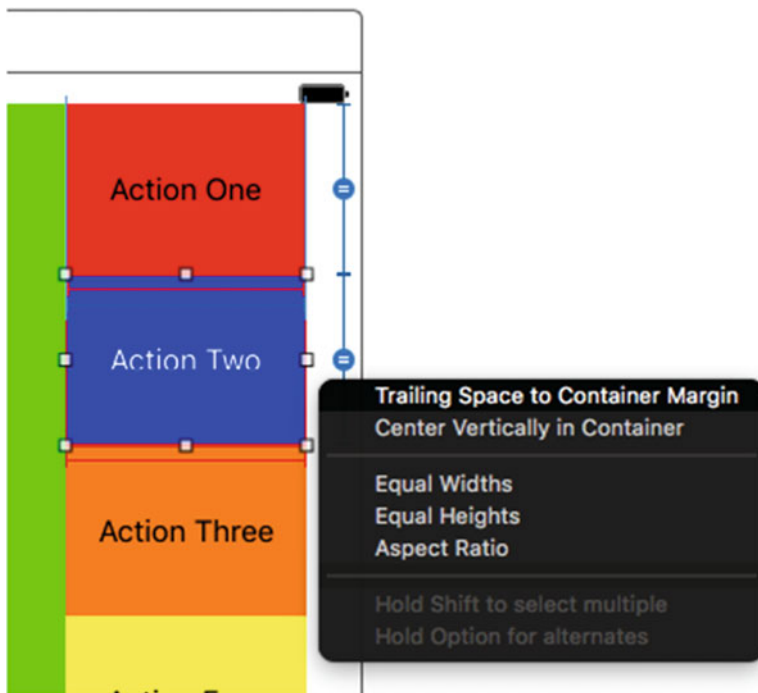 Action One
Action Two
Trailing Space to Container Margin
Center Vertically in Container
Equal Widths
Equal Heights
Aspect Ratio
Action Three
Hold Shift to select multiple
Hold Option for alternates
Action